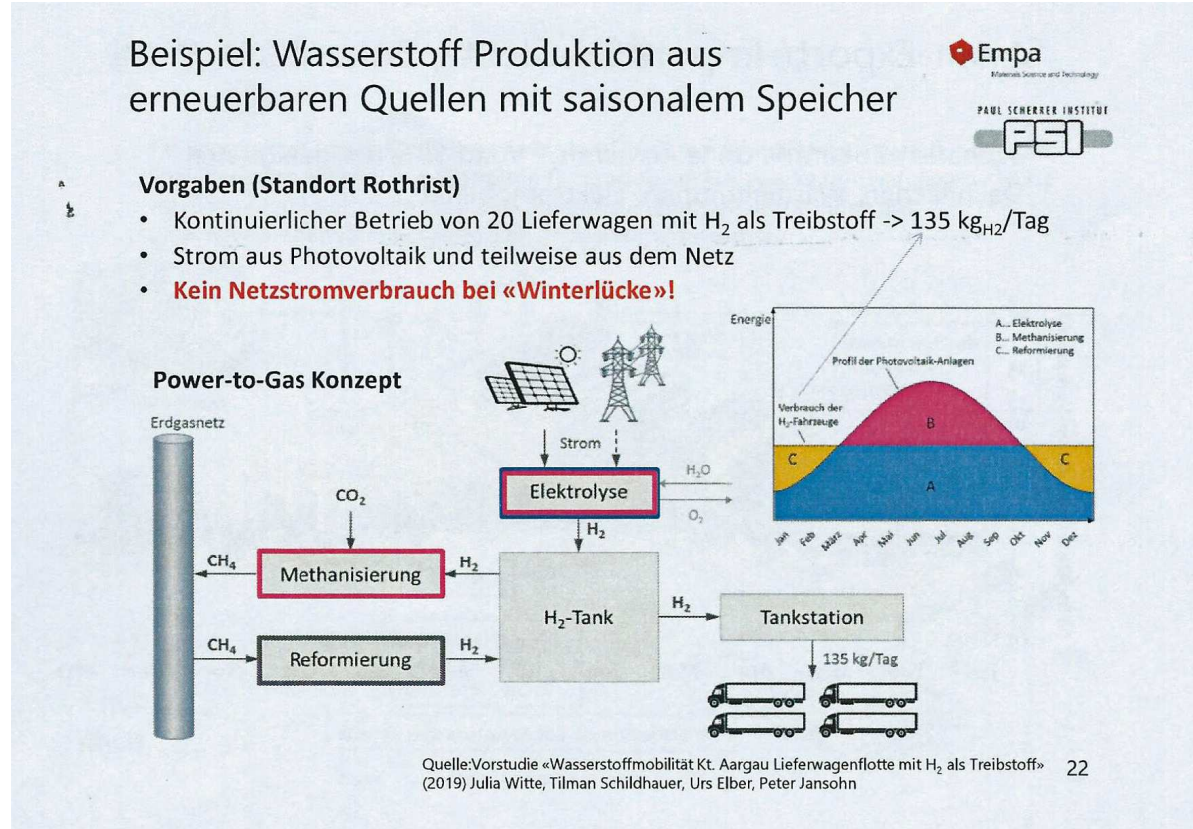 Beispiel: Wasserstoff Produktion aus
erneuerbaren Quellen mit saisonalem Speicher
Empa
Materials Science and Technology
PAUL SCHERRER INSTITUT
PSI
Vorgaben (Standort Rothrist)
• Kontinuierlicher Betrieb von 20 Lieferwagen mit H₂ als Treibstoff -> 135 kg_H2/Tag
• Strom aus Photovoltaik und teilweise aus dem Netz
• Kein Netzstromverbrauch bei «Winterlücke»!
Energie
A... Elektrolyse
B... Methanisierung
C... Reformierung
Profil der Photovoltaik-Anlagen
Verbrauch der
H₂-Fahrzeuge
B
C
C
A
Jan Feb März Apr Mai Jun Jul Aug Sep Okt Nov Dez
Power-to-Gas Konzept
Erdgasnetz
Strom
Elektrolyse
H₂O
O₂
H₂
CO₂
CH₄
Methanisierung
H₂
H₂-Tank
H₂
Tankstation
CH₄
Reformierung
H₂
135 kg/Tag
Quelle:Vorstudie «Wasserstoffmobilität Kt. Aargau Lieferwagenflotte mit H₂ als Treibstoff»
(2019) Julia Witte, Tilman Schildhauer, Urs Elber, Peter Jansohn
22